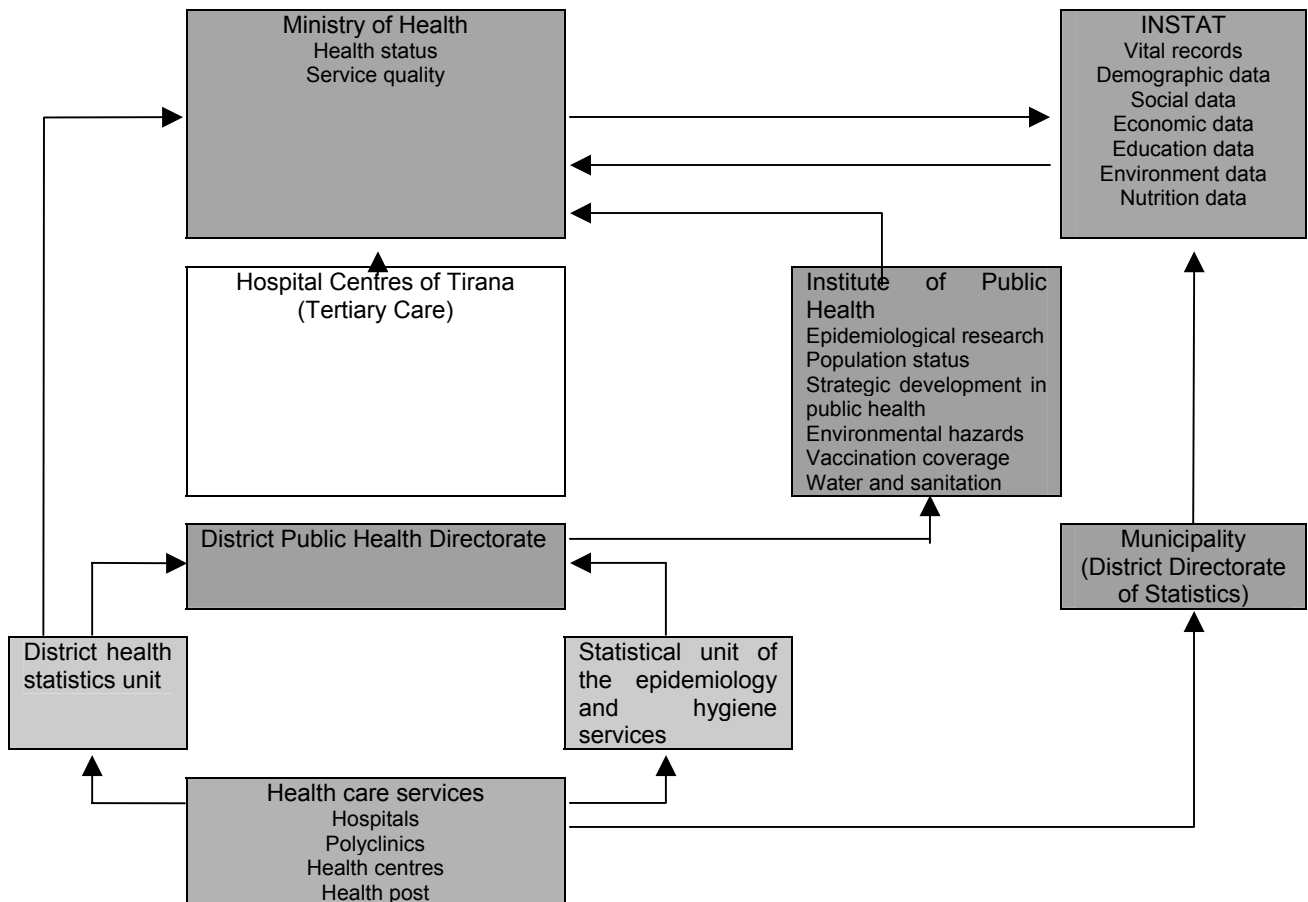 Ministry of Health
Health status
Service quality
INSTAT
Vital records
Demographic data
Social data
Economic data
Education data
Environment data
Nutrition data
Hospital Centres of Tirana
(Tertiary Care)
Institute of Public
Health
Epidemiological research
Population status
Strategic development in
public health
Environmental hazards
Vaccination coverage
Water and sanitation
District Public Health Directorate
Municipality
(District Directorate
of Statistics)
District health
statistics unit
Statistical unit of
the epidemiology
and hygiene
services
Health care services
Hospitals
Polyclinics
Health centres
Health post